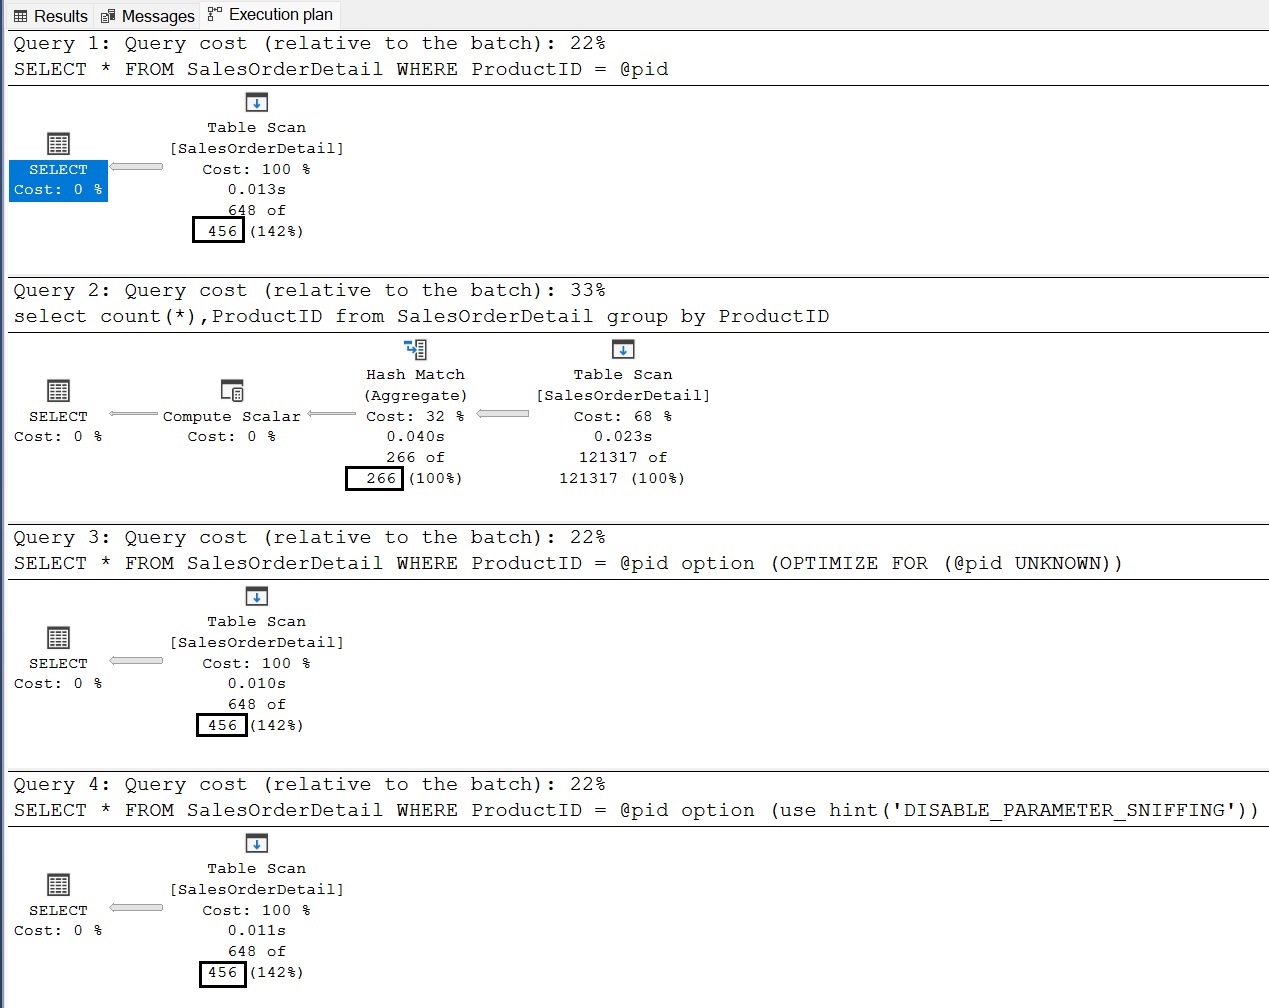 Results Messages Execution plan
Query 1: Query cost (relative to the batch): 22%
SELECT * FROM SalesOrderDetail WHERE ProductID = @pid
Table Scan
[SalesOrderDetail]
SELECT
Cost: 0 %
Cost: 100 %
0.013s
648 of
456 (142%)
Query 2: Query cost (relative to the batch): 33%
select count(*),ProductID from SalesOrderDetail group by ProductID
SELECT
Cost: 0 %
Compute Scalar
Cost: 0 %
Hash Match
(Aggregate)
Cost: 32 %
0.040s
266 of
266 (100%)
Table Scan
[SalesOrderDetail]
Cost: 68 %
0.023s
121317 of
121317 (100%)
Query 3: Query cost (relative to the batch): 22%
SELECT * FROM SalesOrderDetail WHERE ProductID = @pid option (OPTIMIZE FOR (@pid UNKNOWN))
SELECT
Cost: 0 %
Table Scan
[SalesOrderDetail]
Cost: 100 %
0.010s
648 of
456 (142%)
Query 4: Query cost (relative to the batch): 22%
SELECT * FROM SalesOrderDetail WHERE ProductID = @pid option (use hint('DISABLE_PARAMETER_SNIFFING'))
SELECT
Cost: 0 %
Table Scan
[SalesOrderDetail]
Cost: 100 %
0.011s
648 of
456 (142%)